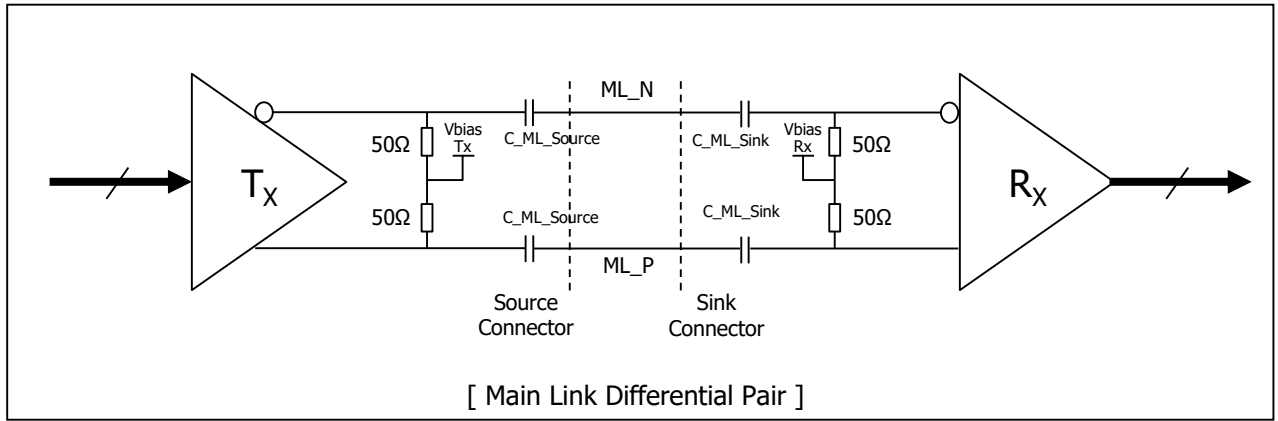 ML_N
Vbias
Tx
C_ML_Source
C_ML_Sink
Vbias
Rx
50Ω
50Ω
TX
RX
50Ω
C_ML_Source
C_ML_Sink
50Ω
ML_P
Source
Connector
Sink
Connector
[ Main Link Differential Pair ]